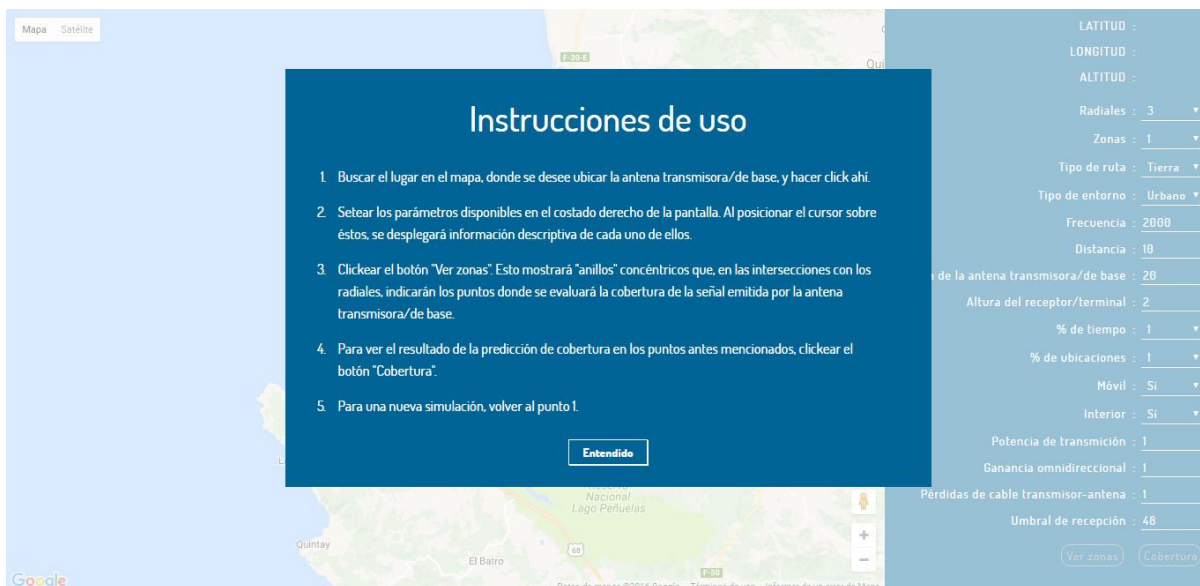 Mapa Satélite
F-30-E
Qui
Instrucciones de uso
1. Buscar el lugar en el mapa, donde se desee ubicar la antena transmisora/de base, y hacer click ahí.
2. Setear los parámetros disponibles en el costado derecho de la pantalla. Al posicionar el cursor sobre
éstos, se desplegará información descriptiva de cada uno de ellos.
3. Clickear el botón "Ver zonas". Esto mostrará "anillos" concéntricos que, en las intersecciones con los
radiales, indicarán los puntos donde se evaluará la cobertura de la señal emitida por la antena
transmisora/de base.
4. Para ver el resultado de la predicción de cobertura en los puntos antes mencionados, clickear el
botón "Cobertura".
5. Para una nueva simulación, volver al punto 1.
Entendido
Nacional
Lago Peñuelas
Quintay
68
El Batro
F-50
Google
LATITUD :
LONGITUD :
ALTITUD :
Radiales : 3
Zonas : 1
Tipo de ruta : Tierra
Tipo de entorno : Urbano
Frecuencia : 2000
Distancia : 10
de la antena transmisora/de base : 20
Altura del receptor/terminal : 2
% de tiempo : 1
% de ubicaciones : 1
Móvil : Sí
Interior : Sí
Potencia de transmición : 1
Ganancia omnidireccional : 1
Pérdidas de cable transmisor-antena : 1
Umbral de recepción : 48
Ver zonas Cobertura